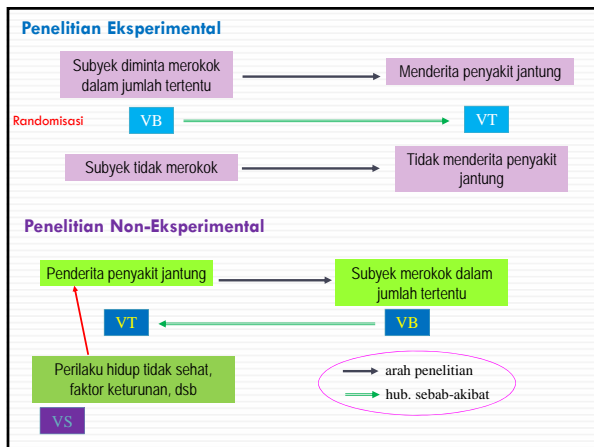 Penelitian Eksperimental
Subyek diminta merokok
dalam jumlah tertentu
Menderita penyakit jantung
Randomisasi
VB
VT
Subyek tidak merokok
Tidak menderita penyakit
jantung
Penelitian Non-Eksperimental
Penderita penyakit jantung
Subyek merokok dalam
jumlah tertentu
VT
VB
Perilaku hidup tidak sehat,
faktor keturunan, dsb
VS
arah penelitian
hub. sebab-akibat